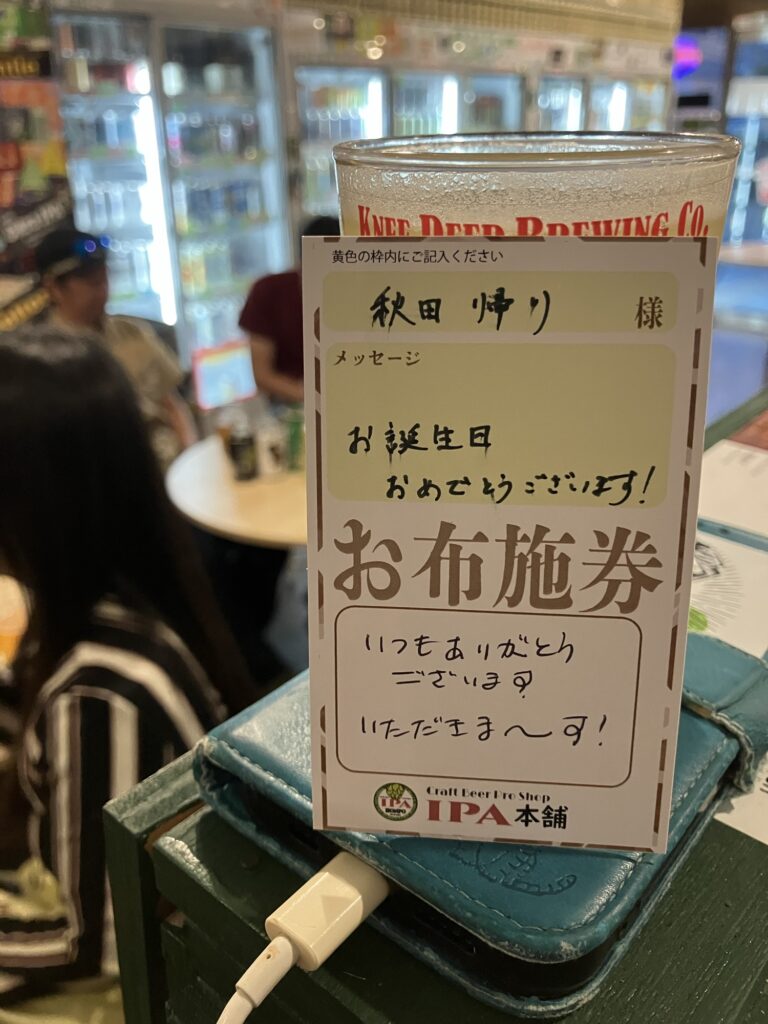 KNEE DEEP BREWING CO.
黄色の枠内にご記入ください
秋田 帰り 様
メッセージ
お誕生日
おめでとうございます!
お布施券
いつもありがとう
ございます
いただきま〜す!
Craft Beer Pro Shop
IPA
IPA本舗